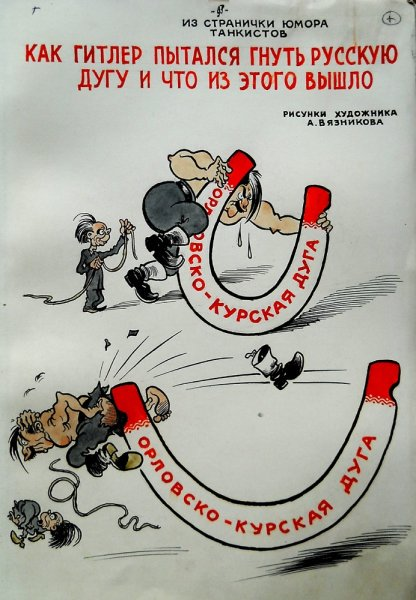 -9-
ИЗ СТРАНИЧКИ ЮМОРА
ТАНКИСТОВ
КАК ГИТЛЕР ПЫТАЛСЯ ГНУТЬ РУССКУЮ
ДУГУ И ЧТО ИЗ ЭТОГО ВЫШЛО
РИСУНКИ ХУДОЖНИКА
А. ВЯЗНИКОВА
ОРЛОВСКО-КУРСКАЯ ДУГА
ОРЛОВСКО-КУРСКАЯ ДУГА